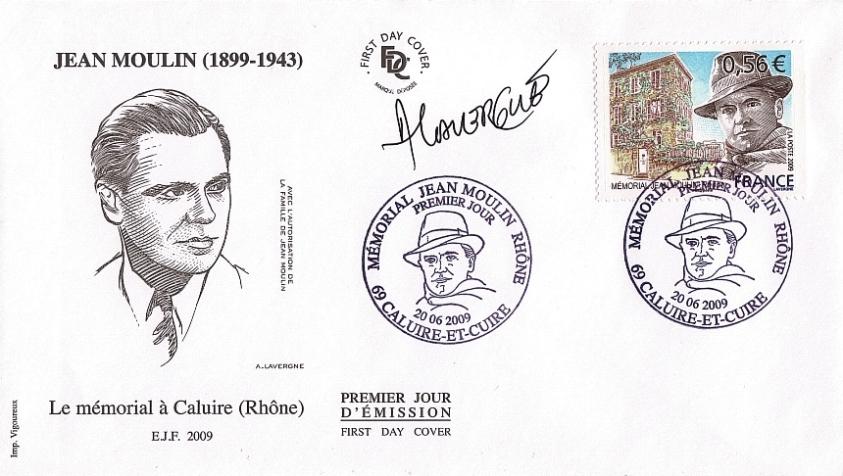 JEAN MOULIN (1899-1943)
AVEC L'AUTORISATION DE
LA FAMILLE DE JEAN MOULIN
A. LAVERGNE
Le mémorial à Caluire (Rhône)
E.J.F. 2009
Imp. Vigoureux
FIRST DAY COVER
FDC
MARQUE DÉPOSÉE
ALAVERGNE
MÉMORIAL JEAN MOULIN RHÔNE
PREMIER JOUR
20 06 2009
69 CALUIRE-ET-CUIRE
PREMIER JOUR
D'ÉMISSION
FIRST DAY COVER
0,56 €
LA POSTE 2009
FRANCE
MÉMORIAL JEAN MOULIN
MÉMORIAL JEAN MOULIN RHÔNE
PREMIER JOUR
20 06 2009
69 CALUIRE-ET-CUIRE